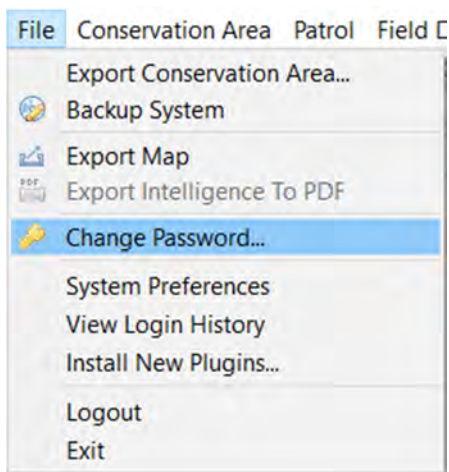 File Conservation Area Patrol Field
Export Conservation Area...
Backup System
Export Map
PDF
Export Intelligence To PDF
Change Password...
System Preferences
View Login History
Install New Plugins...
Logout
Exit